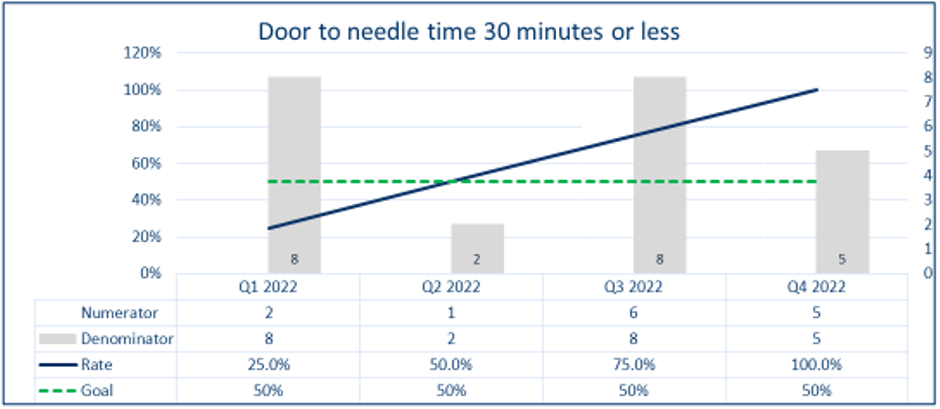 Door to needle time 30 minutes or less
120% 9
100% 8
80% 7
60% 6
40% 5
20% 4
0% 3
2
1
0
8 2 8 5
Q1 2022 Q2 2022 Q3 2022 Q4 2022
Numerator 2 1 6 5
Denominator 8 2 8 5
Rate 25.0% 50.0% 75.0% 100.0%
Goal 50% 50% 50% 50%